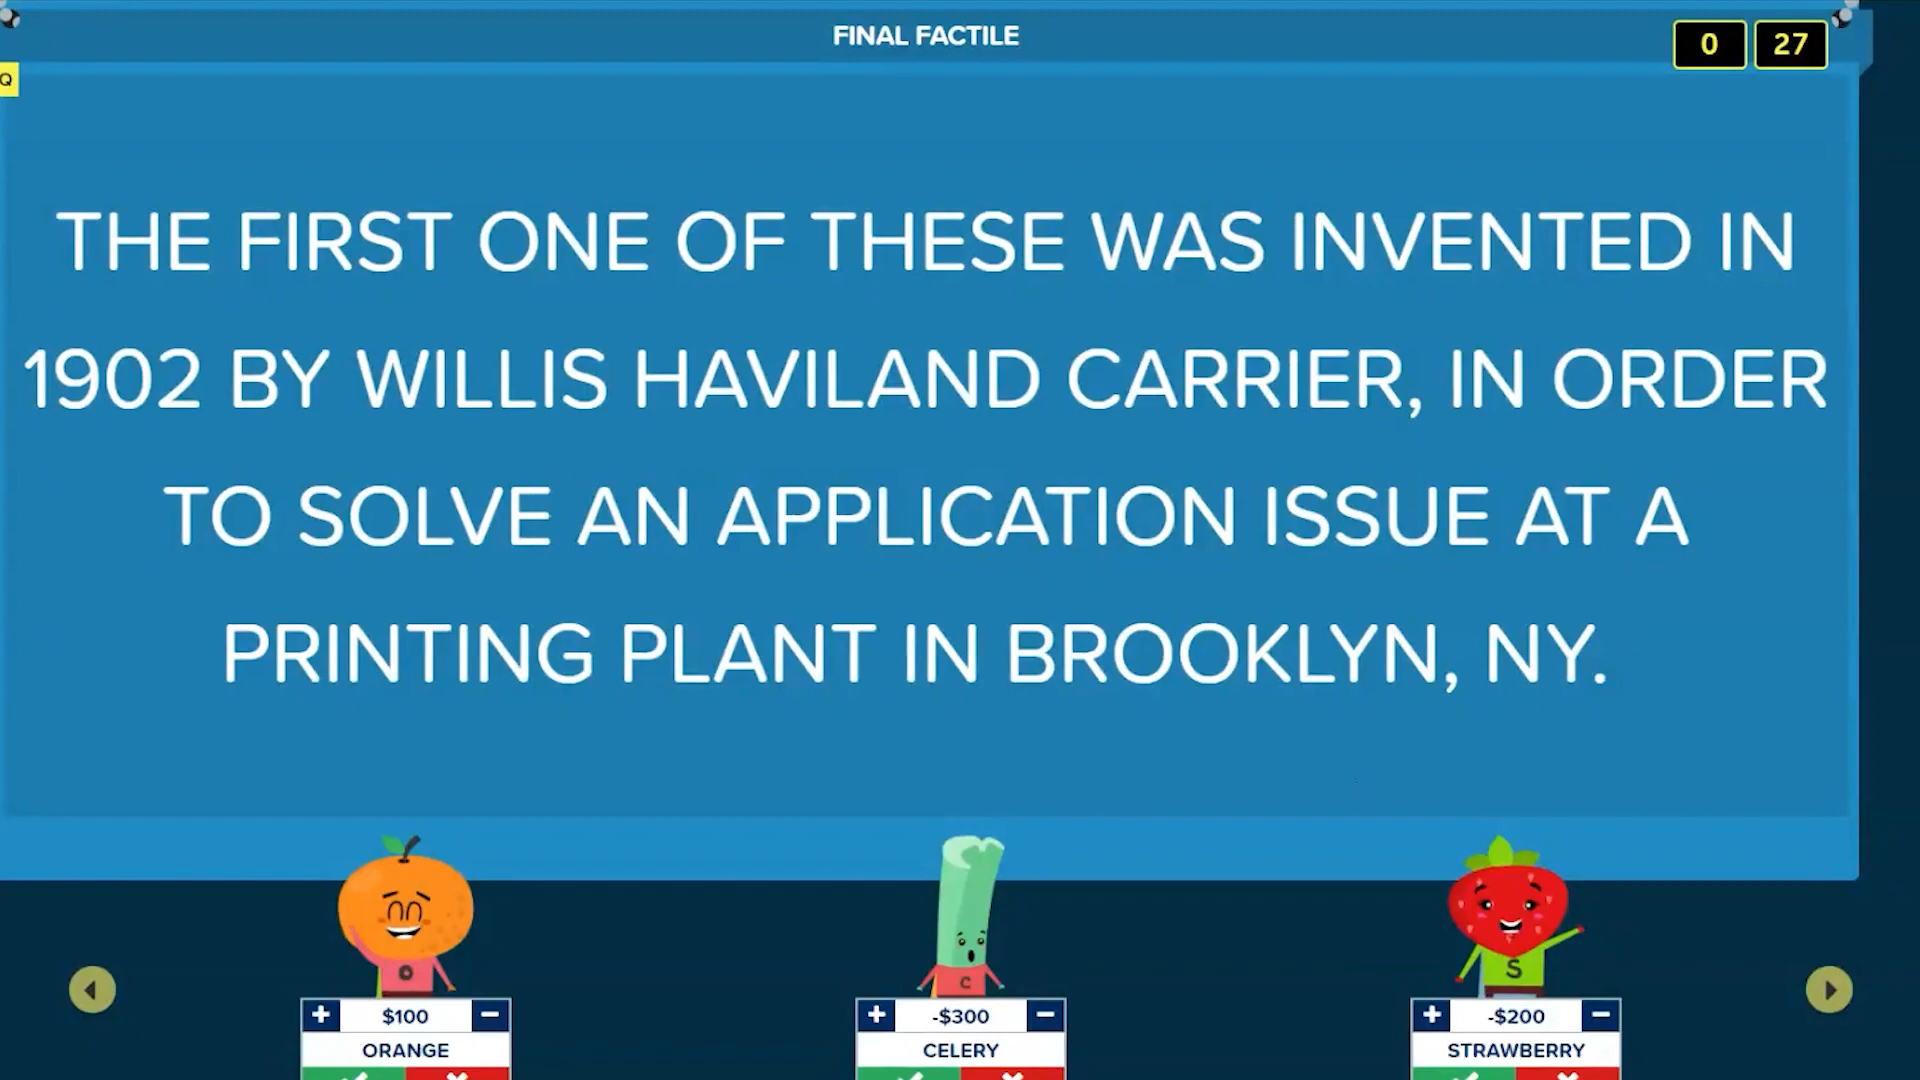 FINAL FACTILE
0 27
Q
THE FIRST ONE OF THESE WAS INVENTED IN
1902 BY WILLIS HAVILAND CARRIER, IN ORDER
TO SOLVE AN APPLICATION ISSUE AT A
PRINTING PLANT IN BROOKLYN, NY.
O
C
S
+ $100 −
+ -$300 −
+ -$200 −
ORANGE
CELERY
STRAWBERRY